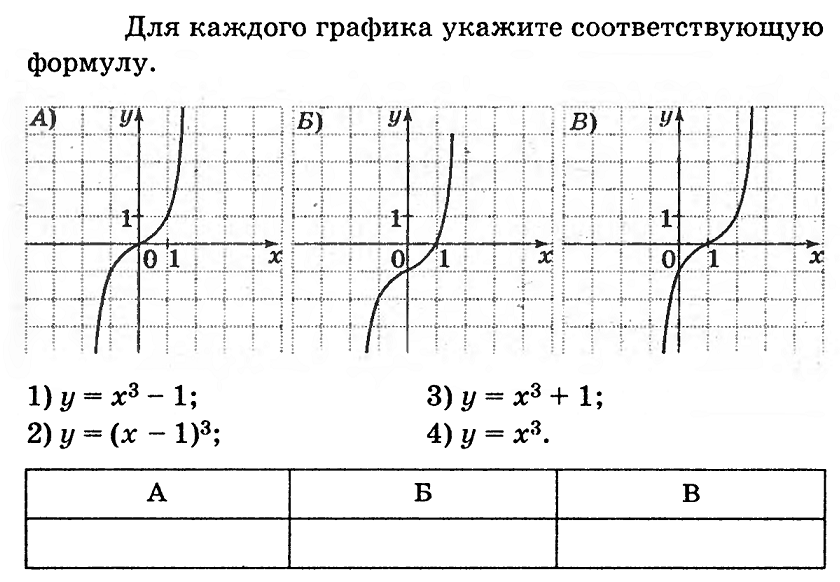 Для каждого графика укажите соответствующую
формулу.
А) y 1 0 1 x
Б) y 1 0 1 x
В) y 1 0 1 x
1) y = x³ − 1; 3) y = x³ + 1;
2) y = (x − 1)³; 4) y = x³.
А Б В